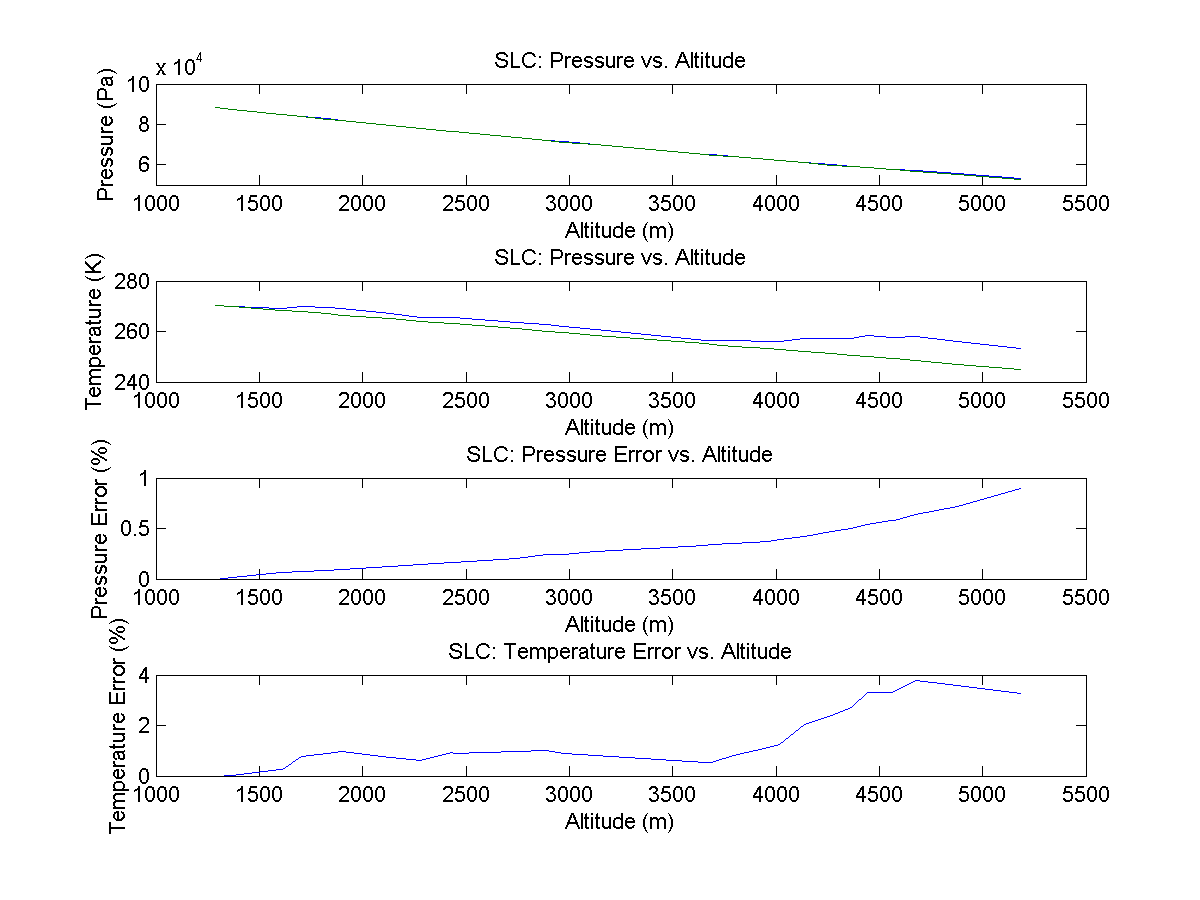 SLC: Pressure vs. Altitude
x 10^4
Pressure (Pa)
10
8
6
1000 1500 2000 2500 3000 3500 4000 4500 5000 5500
Altitude (m)
SLC: Pressure vs. Altitude
Temperature (K)
280
260
240
1000 1500 2000 2500 3000 3500 4000 4500 5000 5500
Altitude (m)
SLC: Pressure Error vs. Altitude
Pressure Error (%)
1
0.5
0
1000 1500 2000 2500 3000 3500 4000 4500 5000 5500
Altitude (m)
SLC: Temperature Error vs. Altitude
Temperature Error (%)
4
2
0
1000 1500 2000 2500 3000 3500 4000 4500 5000 5500
Altitude (m)